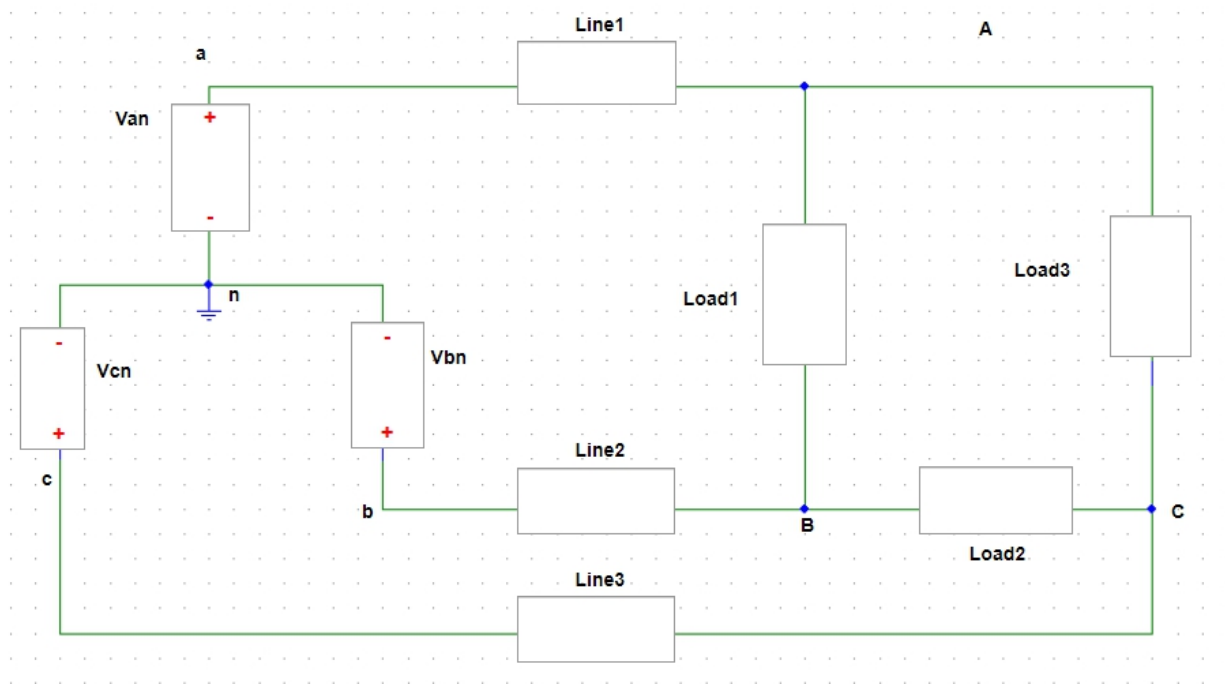 Line1
A
a
Van
+
-
n
Load3
Load1
-
Vcn
+
-
Vbn
+
c
Line2
b
B
C
Load2
Line3